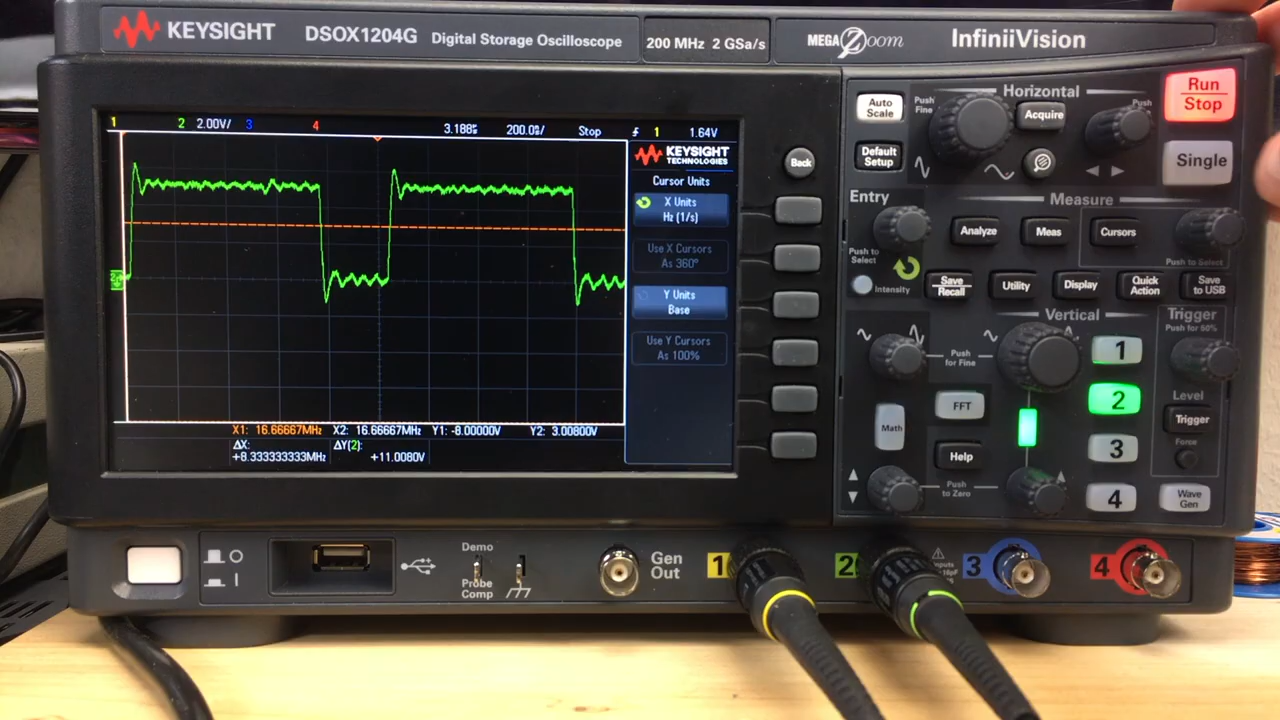 KEYSIGHT DSOX1204G Digital Storage Oscilloscope 200 MHz 2 GSa/s MEGA Zoom InfiniiVision
1 2 2.00V/ 3 4 3.188 200.0 / Stop 1 1.64V
KEYSIGHT
TECHNOLOGIES
Cursor Units
X Units
Hz (1/s)
Use X Cursors
As 360°
Y Units
Base
Use Y Cursors
As 100%
X1: 16.66667MHz X2: 16.66667MHz Y1: -8.00000V Y2: 3.00800V
ΔX: ΔY(2):
+8.333333333MHz +11.0080V
Back
Horizontal
Run
Stop
Auto
Scale
Push
Fine
Acquire
Push
Default
Setup
Single
Entry
Measure
Analyze Meas Cursors
Push to
Select
Push to Select
Intensity
Save
Recall
Utility
Display
Quick
Action
Save
to USB
Vertical
Trigger
Push for 50%
1
Push
for Fine
2
Level
FFT
Trigger
Math
Force
3
Help
Push
to Zero
4
Wave
Gen
Demo
Probe
Comp
Gen
Out
1 2 3 4